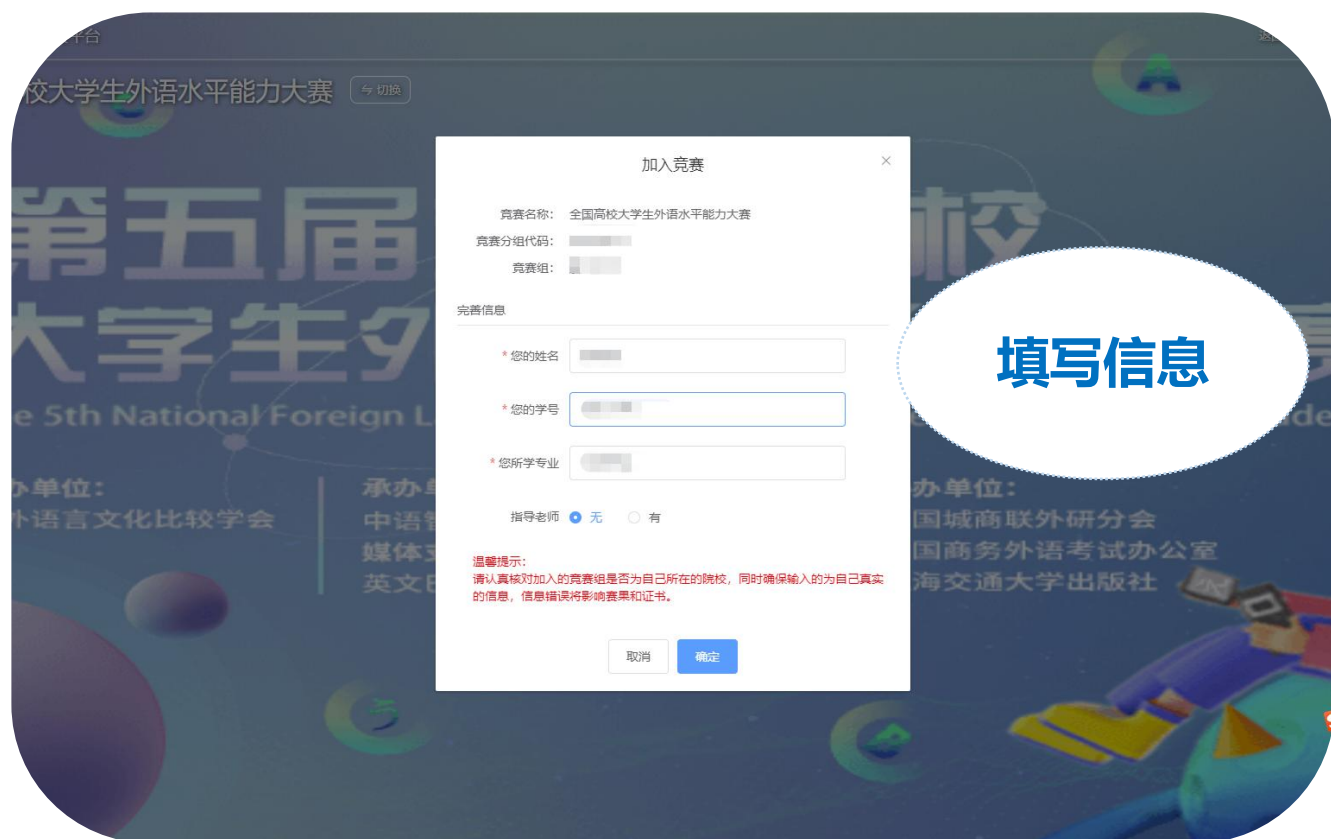 平台
校大学生外语水平能力大赛 切换
加入竞赛
竞赛名称： 全国高校大学生外语水平能力大赛
竞赛分组代码：
竞赛组：
完善信息
* 您的姓名
* 您的学号
* 您所学专业
指导老师 无 有
温馨提示：
请认真核对加入的竞赛组是否为自己所在的院校，同时确保输入的为自己真实
的信息，信息错误将影响赛果和证书。
取消 确定
填写信息
第五届 校
大学生外
e 5th National Foreign L
办单位：
外语言文化比较学会
承办单
中语智
媒体支
英文日
办单位：
国城商联外研分会
国商务外语考试办公室
海交通大学出版社